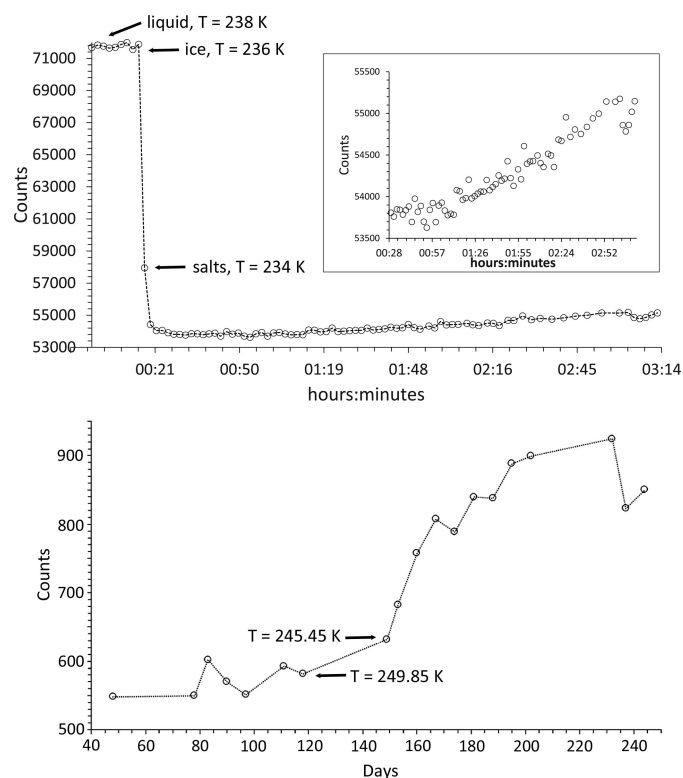 liquid, T = 238 K
ice, T = 236 K
salts, T = 234 K
Counts
71000
69000
67000
65000
63000
61000
59000
57000
55000
53000
00:21 00:50 01:19 01:48 02:16 02:45 03:14
hours:minutes
Counts
55500
55000
54500
54000
53500
00:28 00:57 01:26 01:55 02:24 02:52
hours:minutes
Counts
900
800
700
600
500
T = 245.45 K
T = 249.85 K
40 60 80 100 120 140 160 180 200 220 240 260
Days